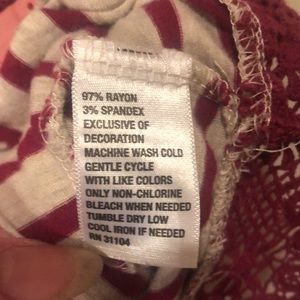 97% RAYON
3% SPANDEX
EXCLUSIVE OF
DECORATION
MACHINE WASH COLD
GENTLE CYCLE
WITH LIKE COLORS
ONLY NON-CHLORINE
BLEACH WHEN NEEDED
TUMBLE DRY LOW
COOL IRON IF NEEDED
RN 31104